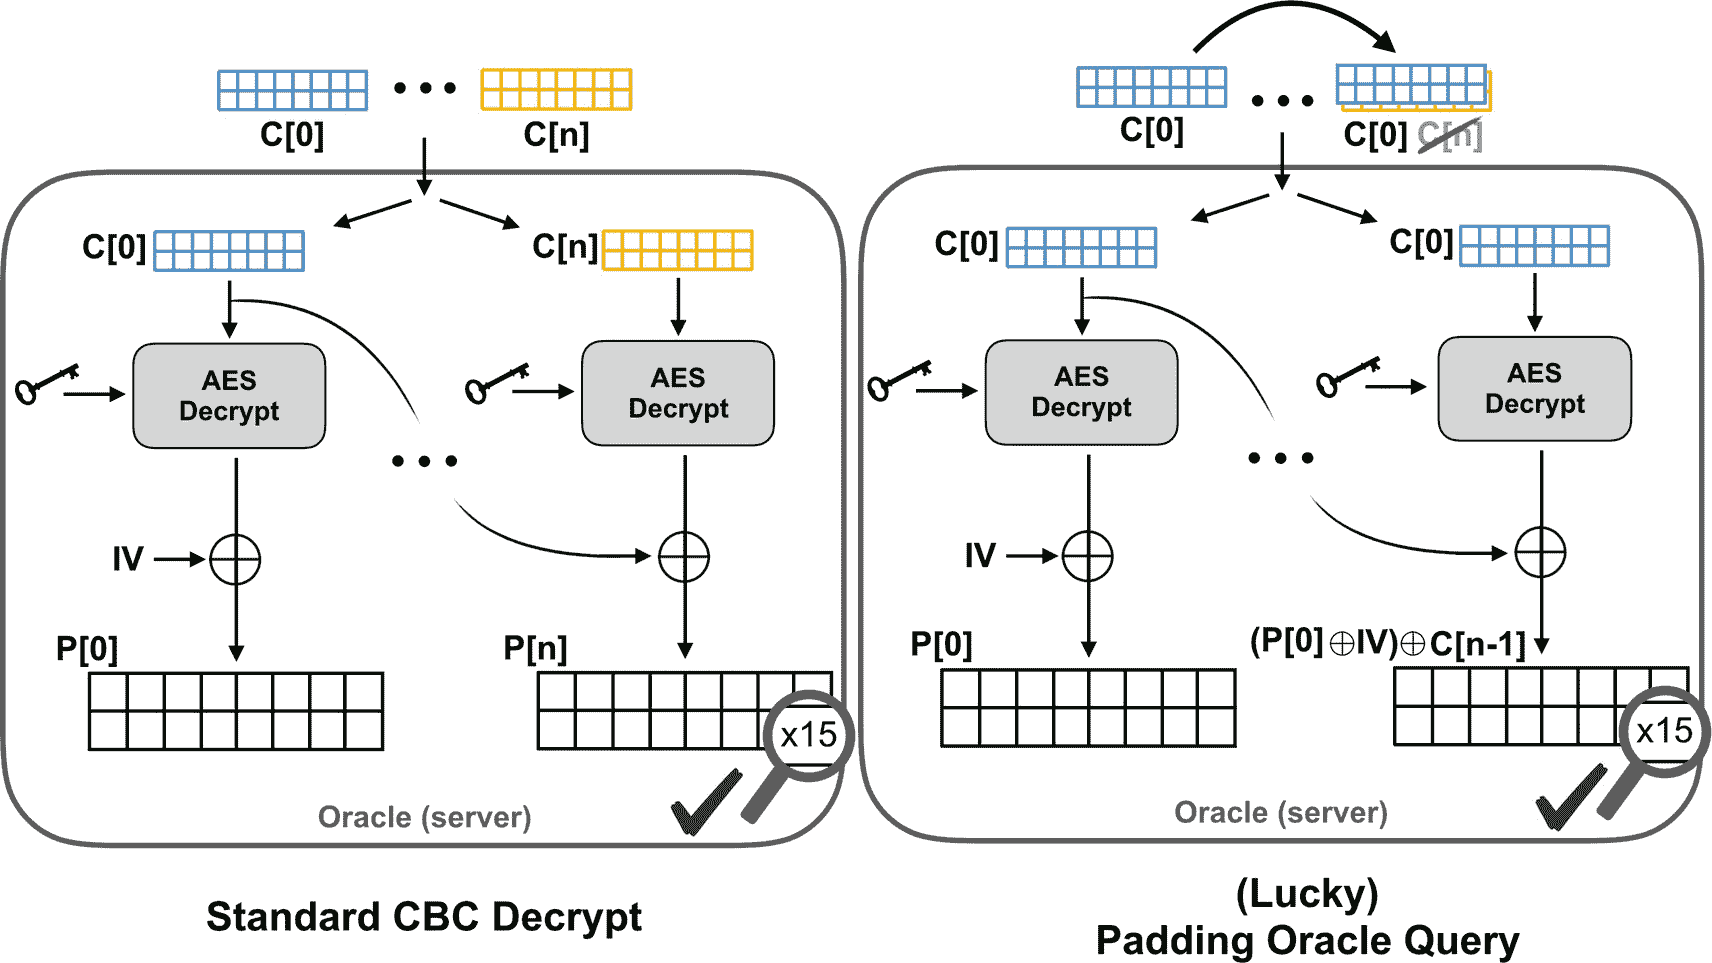 C[0]
C[n]
C[0]
C[n]
AES
Decrypt
AES
Decrypt
IV
P[0]
P[n]
x15
Oracle (server)
Standard CBC Decrypt
C[0]
C[0] C[n]
C[0]
C[0]
AES
Decrypt
AES
Decrypt
IV
P[0]
(P[0]⊕IV)⊕C[n-1]
x15
Oracle (server)
(Lucky)
Padding Oracle Query